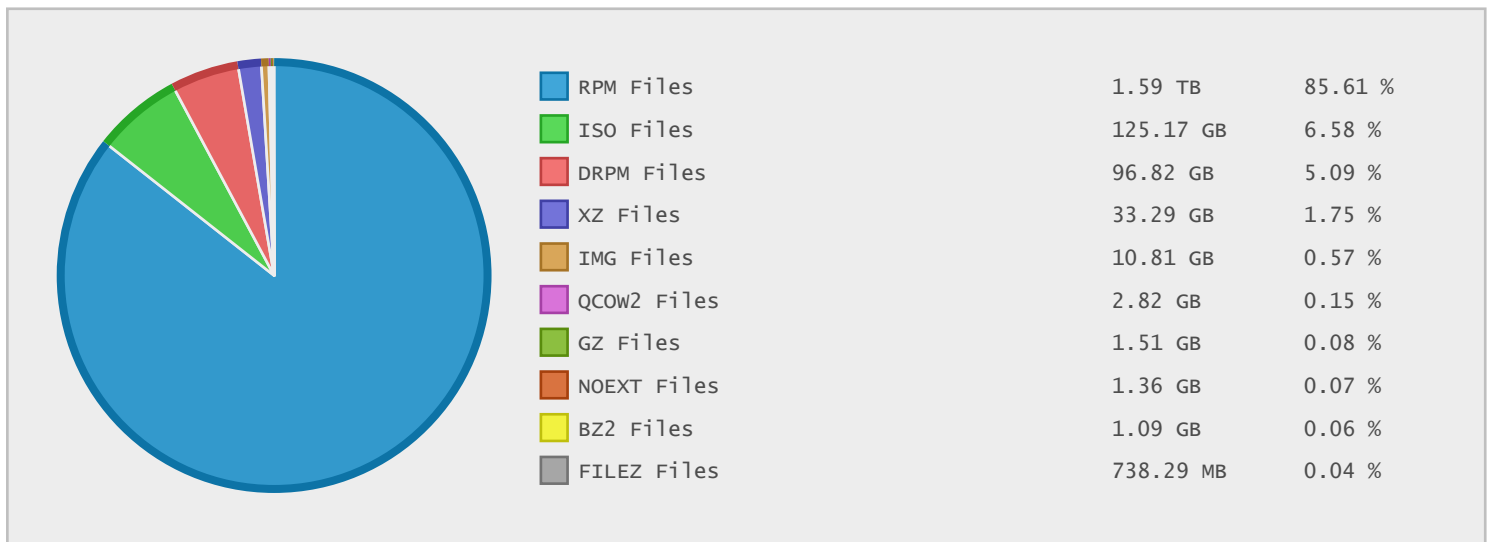 RPM Files 1.59 TB 85.61 %
ISO Files 125.17 GB 6.58 %
DRPM Files 96.82 GB 5.09 %
XZ Files 33.29 GB 1.75 %
IMG Files 10.81 GB 0.57 %
QCOW2 Files 2.82 GB 0.15 %
GZ Files 1.51 GB 0.08 %
NOEXT Files 1.36 GB 0.07 %
BZ2 Files 1.09 GB 0.06 %
FILEZ Files 738.29 MB 0.04 %